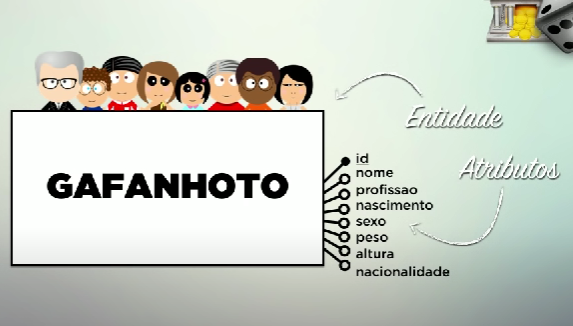 Entidade
GAFANHOTO
id
nome
profissao
nascimento
sexo
peso
altura
nacionalidade
Atributos